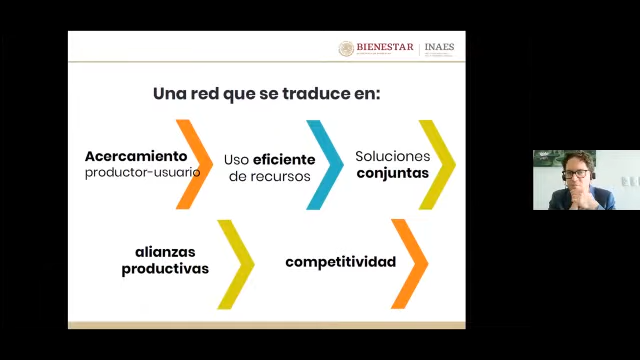 BIENESTAR INAES
Una red que se traduce en:
Acercamiento
productor-usuario
Uso eficiente
de recursos
Soluciones
conjuntas
alianzas
productivas
competitividad